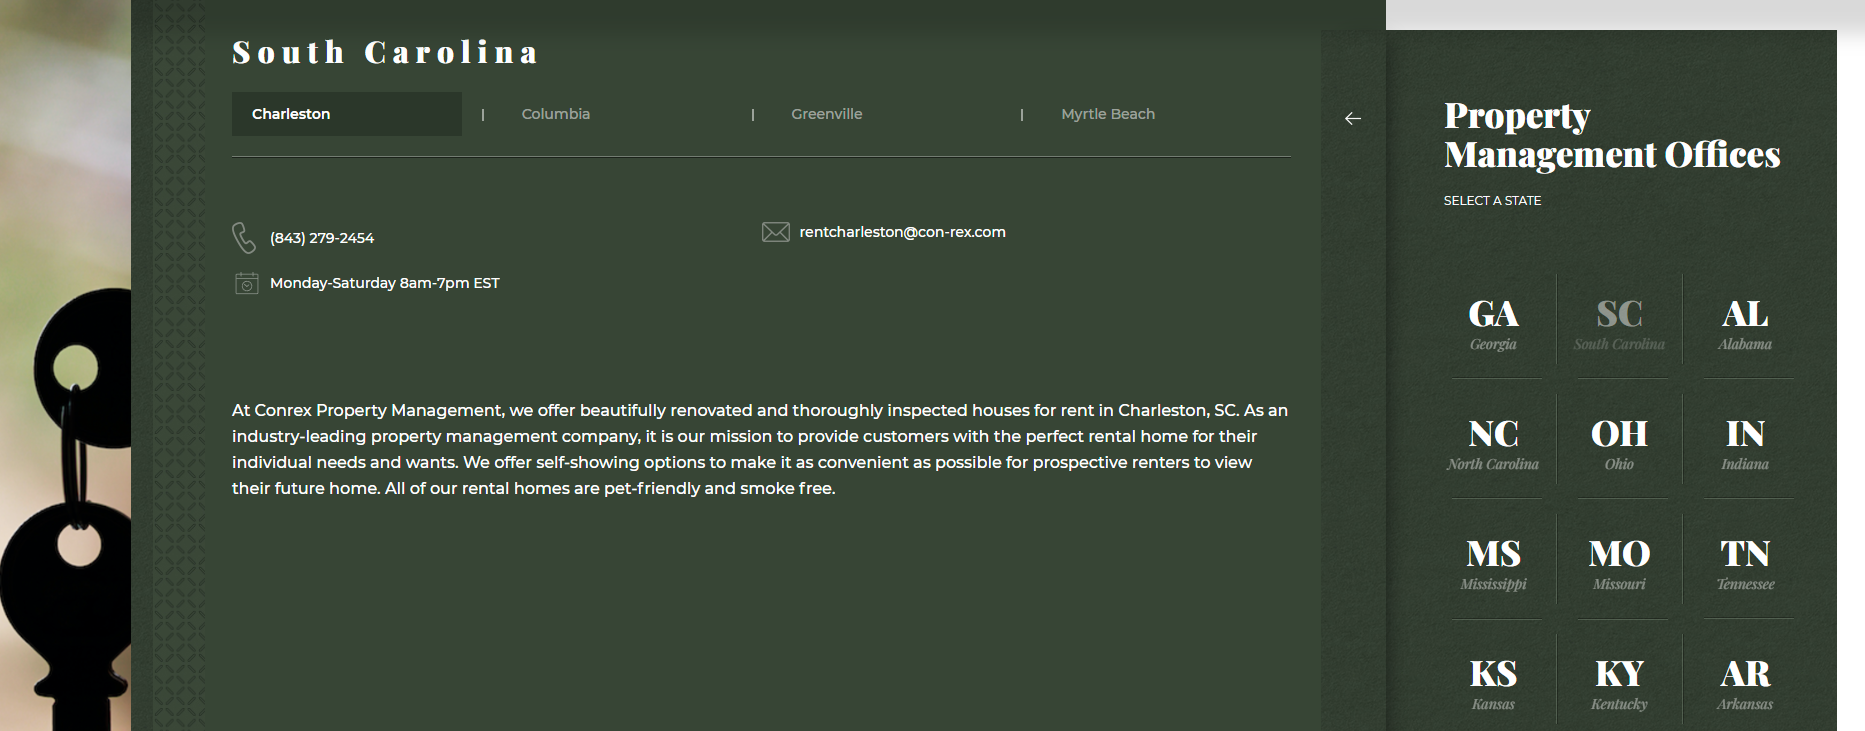 South Carolina
Charleston | Columbia | Greenville | Myrtle Beach
(843) 279-2454
rentcharleston@con-rex.com
Monday-Saturday 8am-7pm EST
At Conrex Property Management, we offer beautifully renovated and thoroughly inspected houses for rent in Charleston, SC. As an
industry-leading property management company, it is our mission to provide customers with the perfect rental home for their
individual needs and wants. We offer self-showing options to make it as convenient as possible for prospective renters to view
their future home. All of our rental homes are pet-friendly and smoke free.
Property
Management Offices
SELECT A STATE
GA
Georgia
SC
South Carolina
AL
Alabama
NC
North Carolina
OH
Ohio
IN
Indiana
MS
Mississippi
MO
Missouri
TN
Tennessee
KS
Kansas
KY
Kentucky
AR
Arkansas